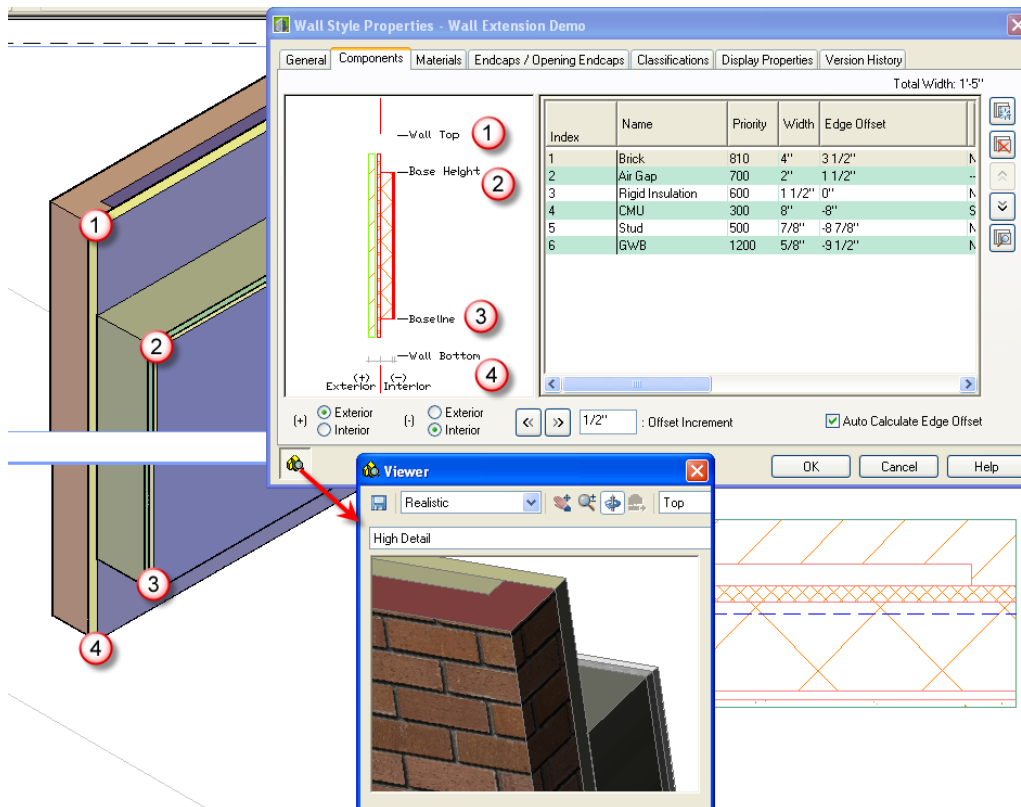 Wall Style Properties - Wall Extension Demo
General Components Materials Endcaps / Opening Endcaps Classifications Display Properties Version History
Total Width: 1'-5"
Wall Top 1
Base Height 2
Baseline 3
Wall Bottom 4
(+) (-)
Exterior Interior
Index Name Priority Width Edge Offset
1 Brick 810 4" 3 1/2" N
2 Air Gap 700 2" 1 1/2" --
3 Rigid Insulation 600 1 1/2" 0" N
4 CMU 300 8" -8" S
5 Stud 500 7/8" -8 7/8" N
6 GWB 1200 5/8" -9 1/2" N
(+) Exterior Interior (-) Exterior Interior 1/2" : Offset Increment Auto Calculate Edge Offset
OK Cancel Help
1
2
3
4
Viewer
Realistic Top
High Detail